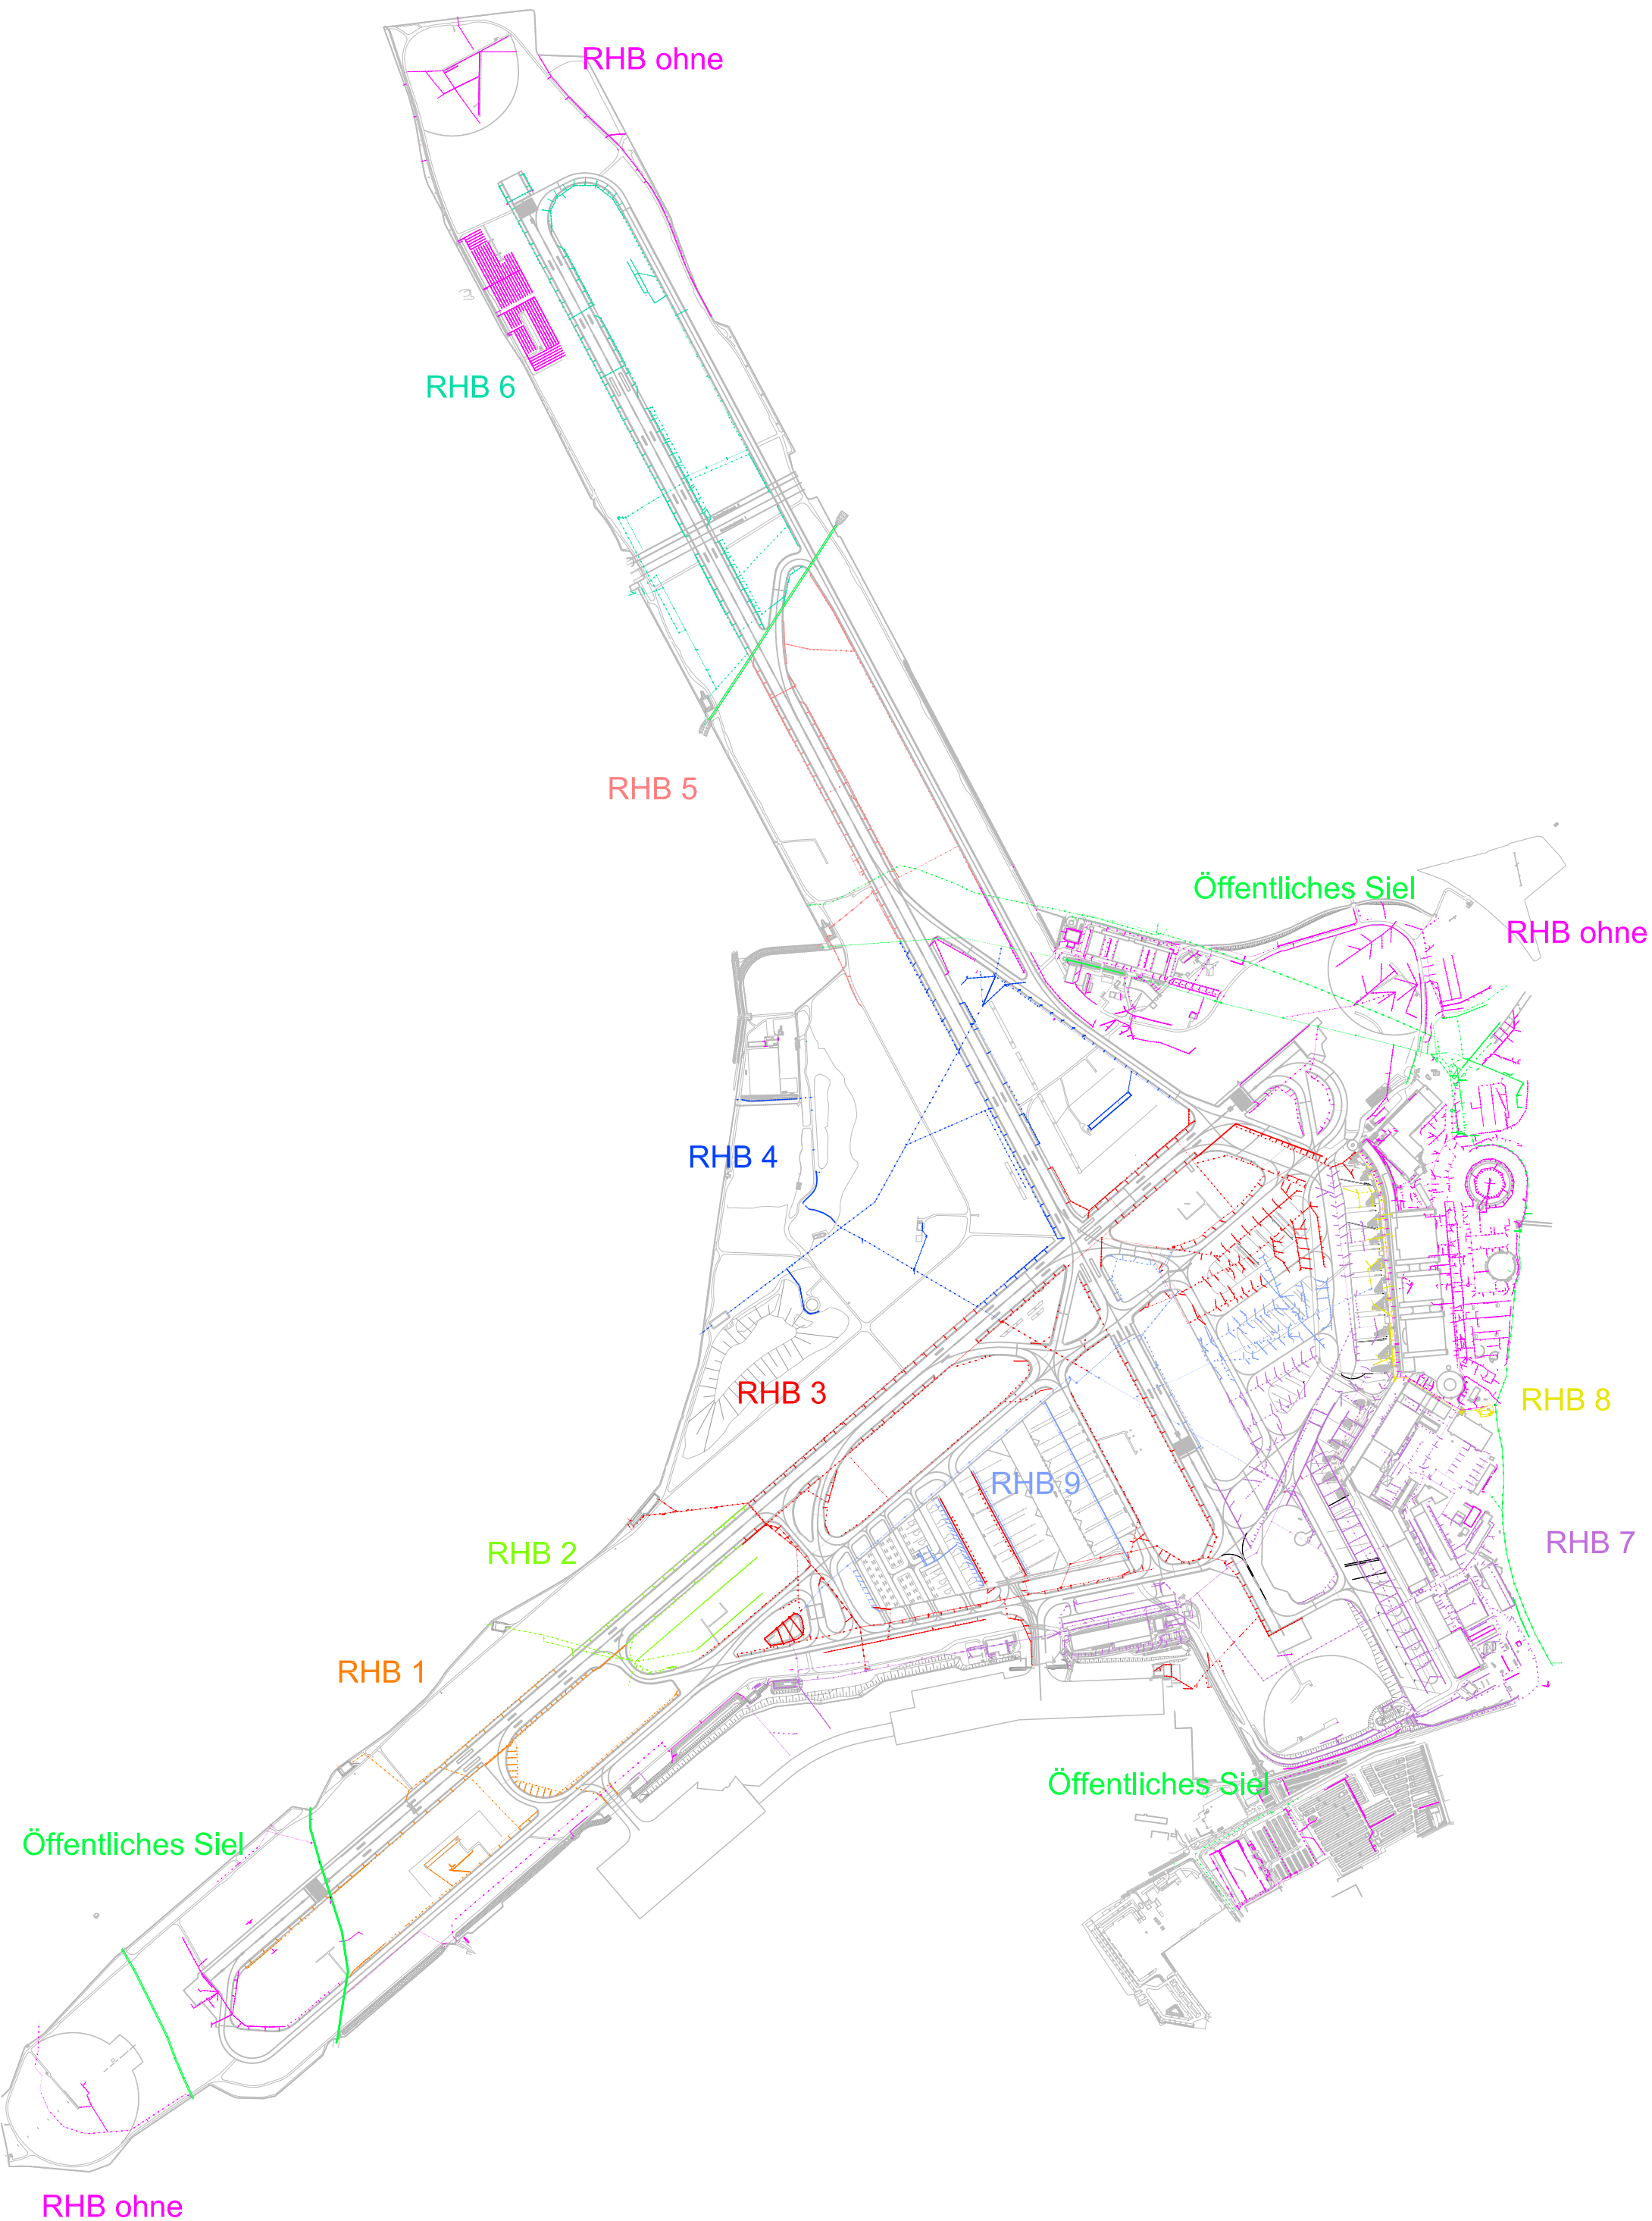 RHB ohne
RHB 6
RHB 5
Öffentliches Siel
RHB ohne
RHB 4
RHB 3
RHB 8
RHB 9
RHB 7
RHB 2
RHB 1
Öffentliches Siel
Öffentliches Siel
RHB ohne